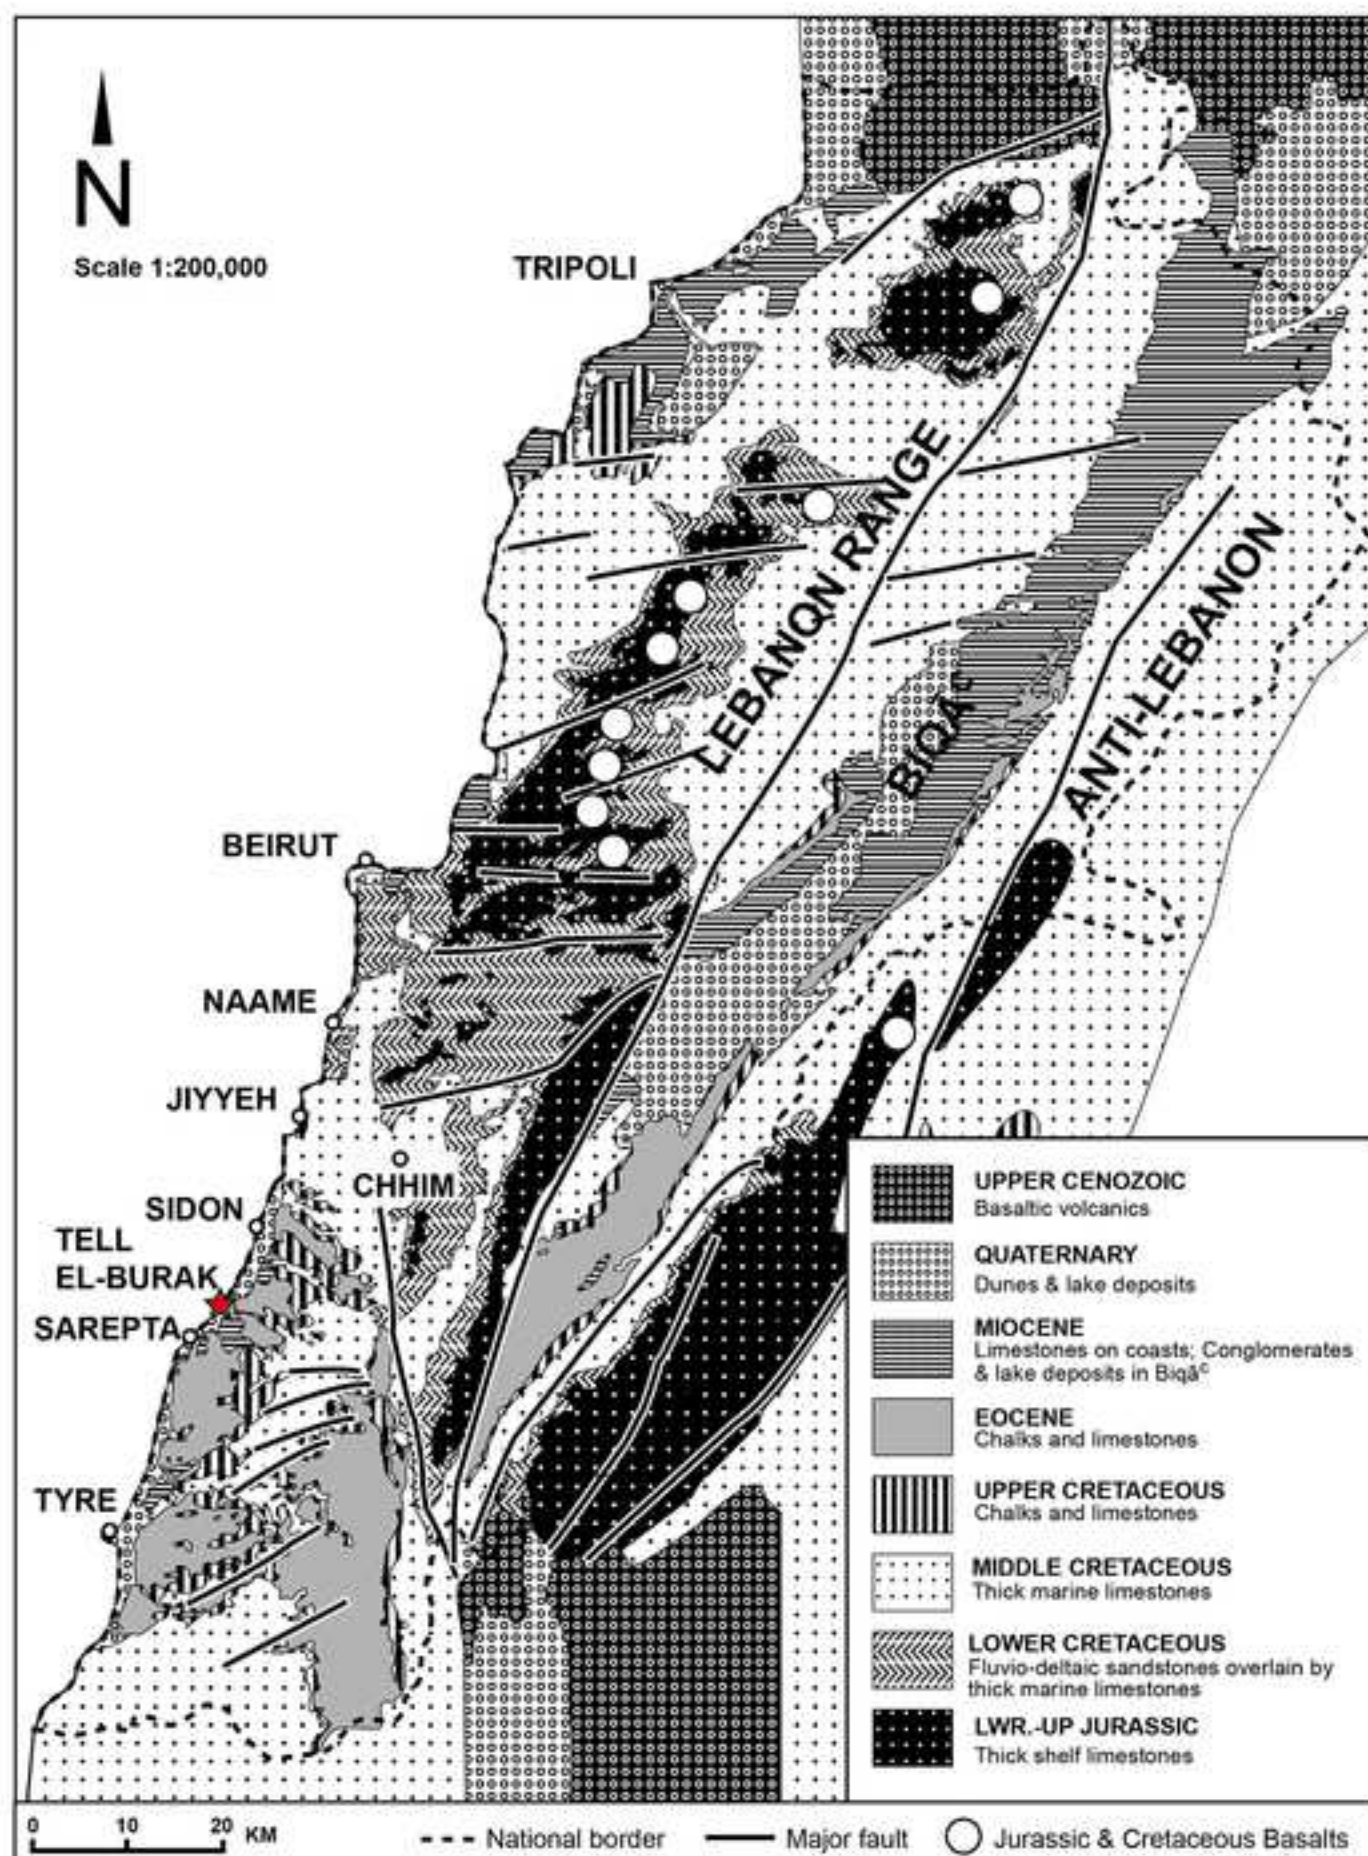 N
Scale 1:200,000
TRIPOLI
LEBANQN RANGE
BIQÂ‘
ANTI-LEBANON
BEIRUT
NAAME
JIYYEH
CHHIM
SIDON
TELL
EL-BURAK
SAREPTA
TYRE
UPPER CENOZOIC
Basaltic volcanics
QUATERNARY
Dunes & lake deposits
MIOCENE
Limestones on coasts; Conglomerates
& lake deposits in Biqāᶜ
EOCENE
Chalks and limestones
UPPER CRETACEOUS
Chalks and limestones
MIDDLE CRETACEOUS
Thick marine limestones
LOWER CRETACEOUS
Fluvio-deltaic sandstones overlain by
thick marine limestones
LWR.-UP JURASSIC
Thick shelf limestones
0 10 20 KM
National border
Major fault
Jurassic & Cretaceous Basalts